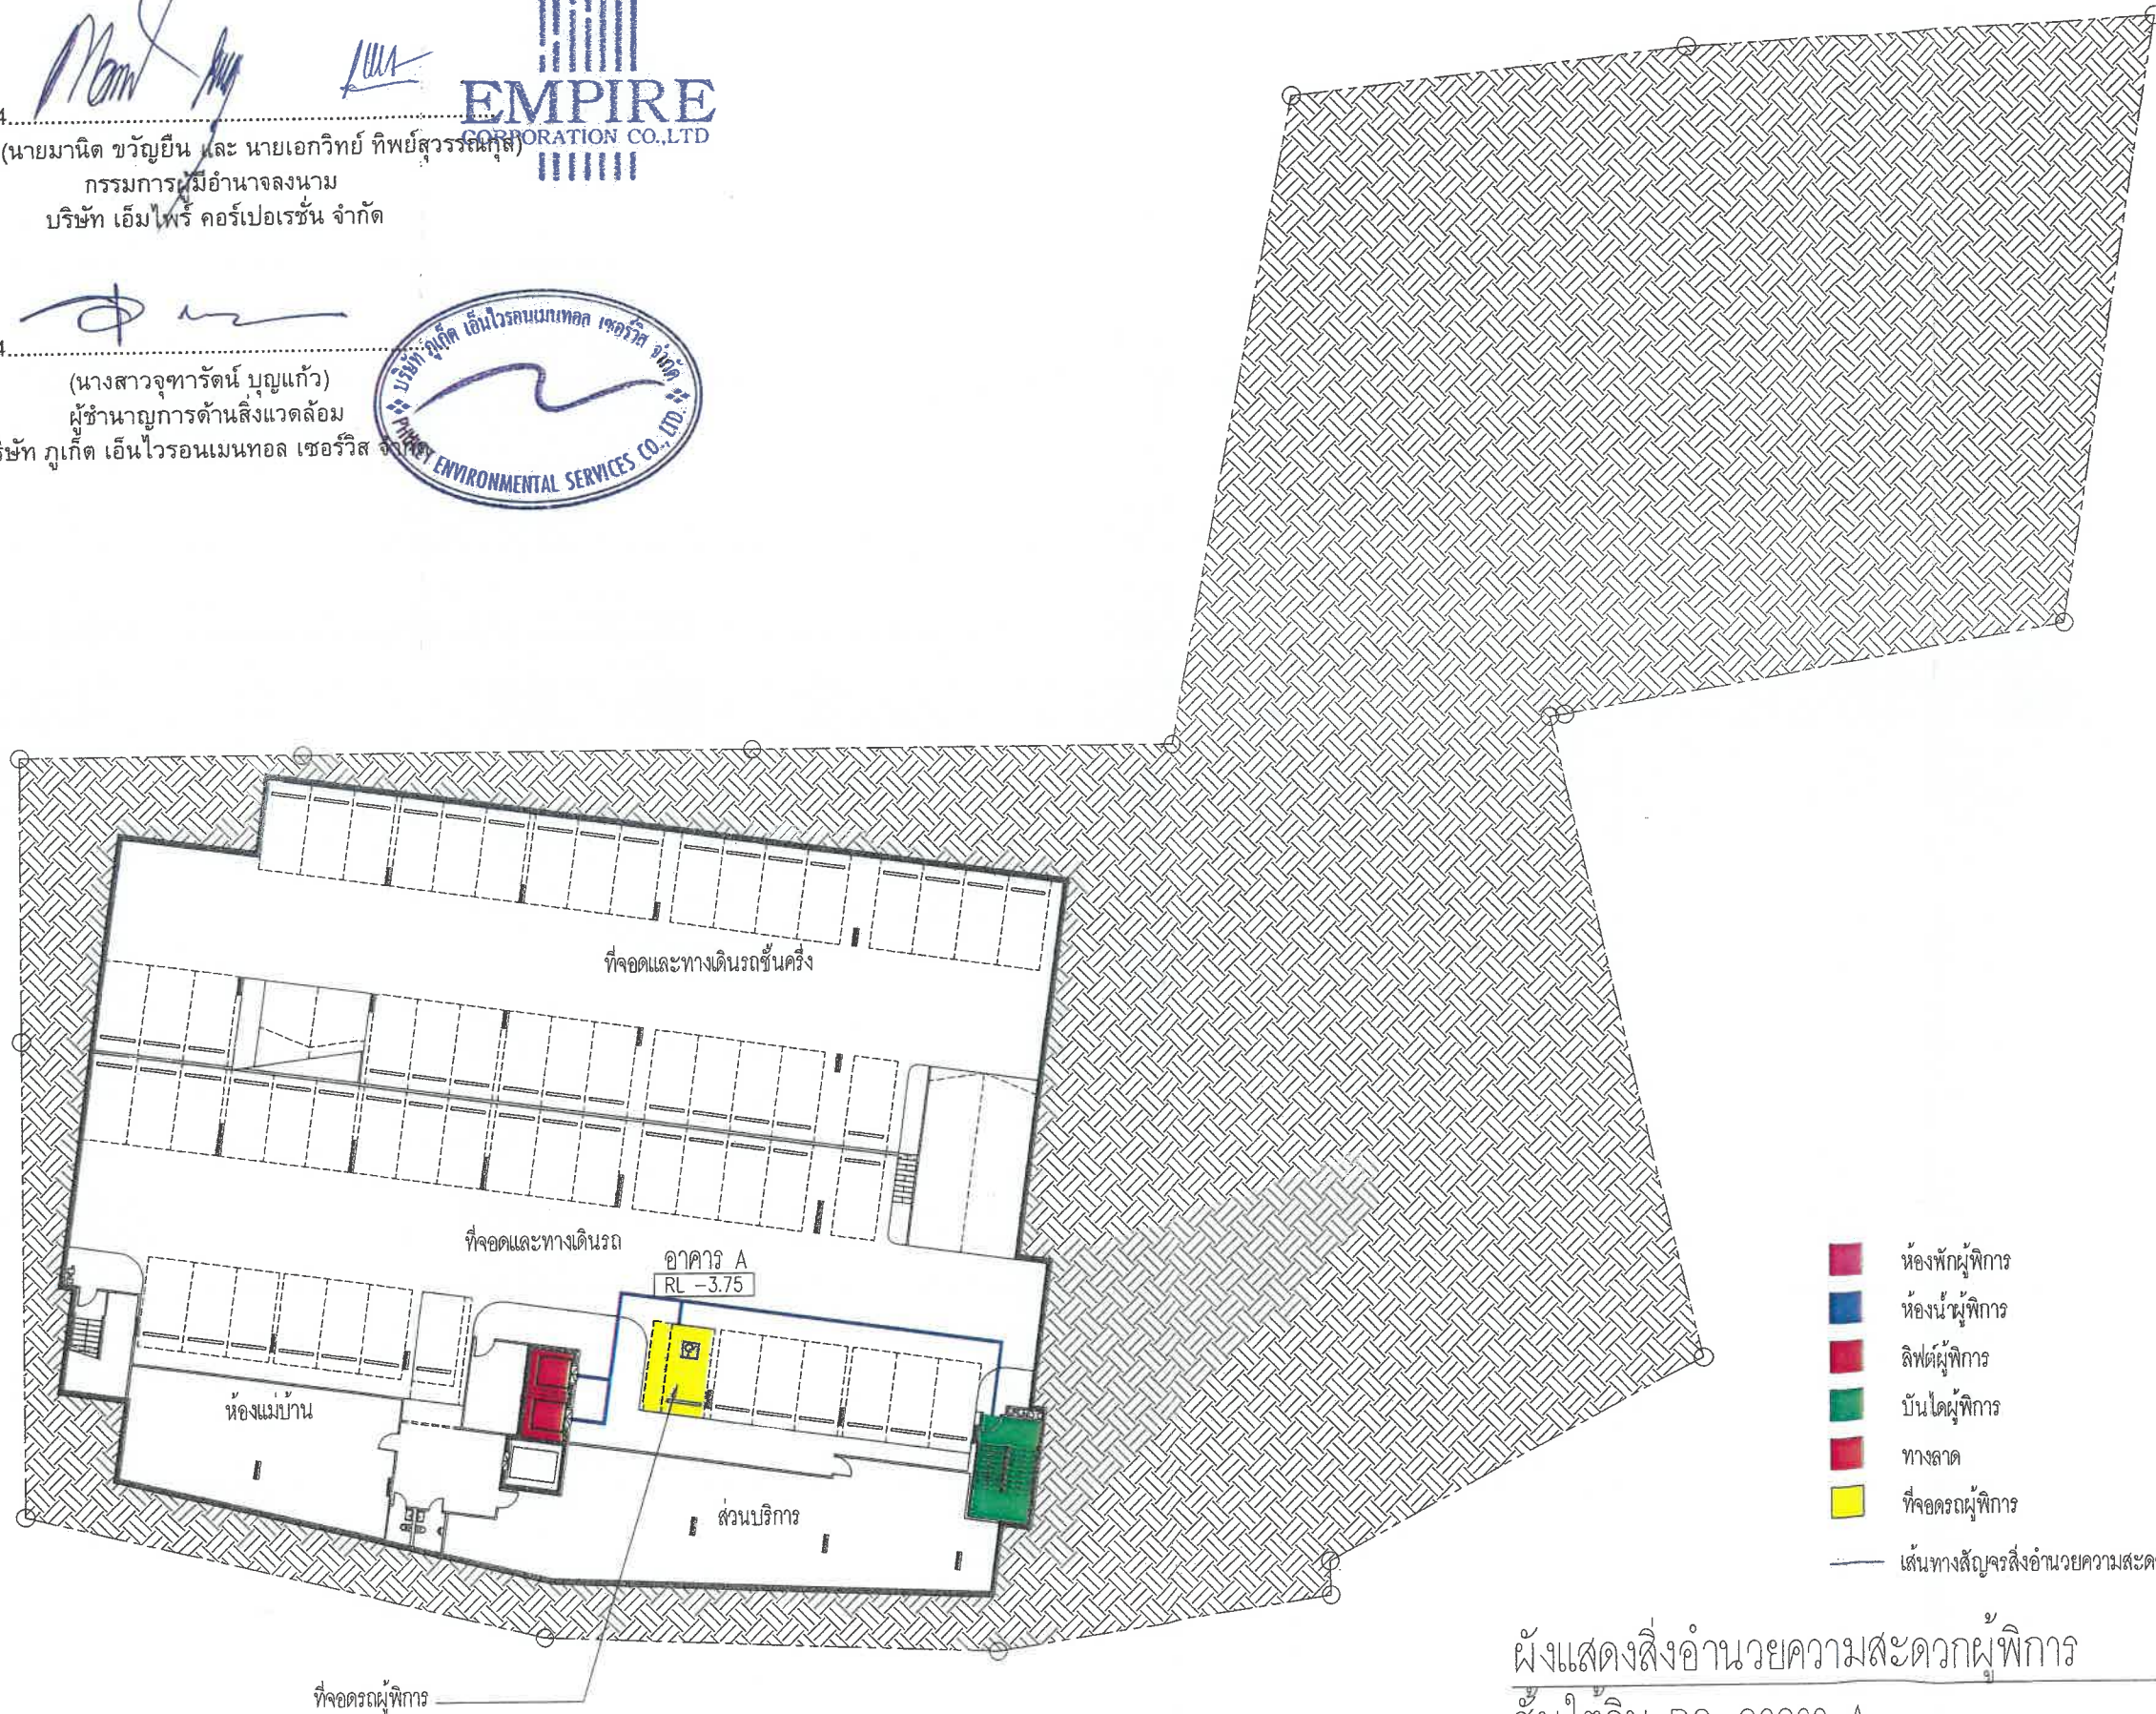 EMPIRE
CORPORATION CO.,LTD
(นายมานิต ขวัญยืน และ นายเอกวิทย์ ทิพย์สุวรรณกุล)
กรรมการผู้มีอำนาจลงนาม
บริษัท เอ็มไพร์ คอร์เปอเรชั่น จำกัด
บริษัท ภูเก็ต เอ็นไวรอนเมนทอล เซอร์วิส จำกัด
PHUKET ENVIRONMENTAL SERVICES CO., LTD.
(นางสาวจุฑารัตน์ บุญแก้ว)
ผู้ชำนาญการด้านสิ่งแวดล้อม
ริษัท ภูเก็ต เอ็นไวรอนเมนทอล เซอร์วิส จำกัด
ที่จอดและทางเดินรถชั้นครึ่ง
ที่จอดและทางเดินรถ
อาคาร A
RL -3.75
ห้องแม่บ้าน
ส่วนบริการ
ที่จอดรถผู้พิการ
ห้องพักผู้พิการ
ห้องน้ำผู้พิการ
ลิฟต์ผู้พิการ
บันไดผู้พิการ
ทางลาด
ที่จอดรถผู้พิการ
เส้นทางสัญจรสิ่งอำนวยความสะด
ผังแสดงสิ่งอำนวยความสะดวกผู้พิการ